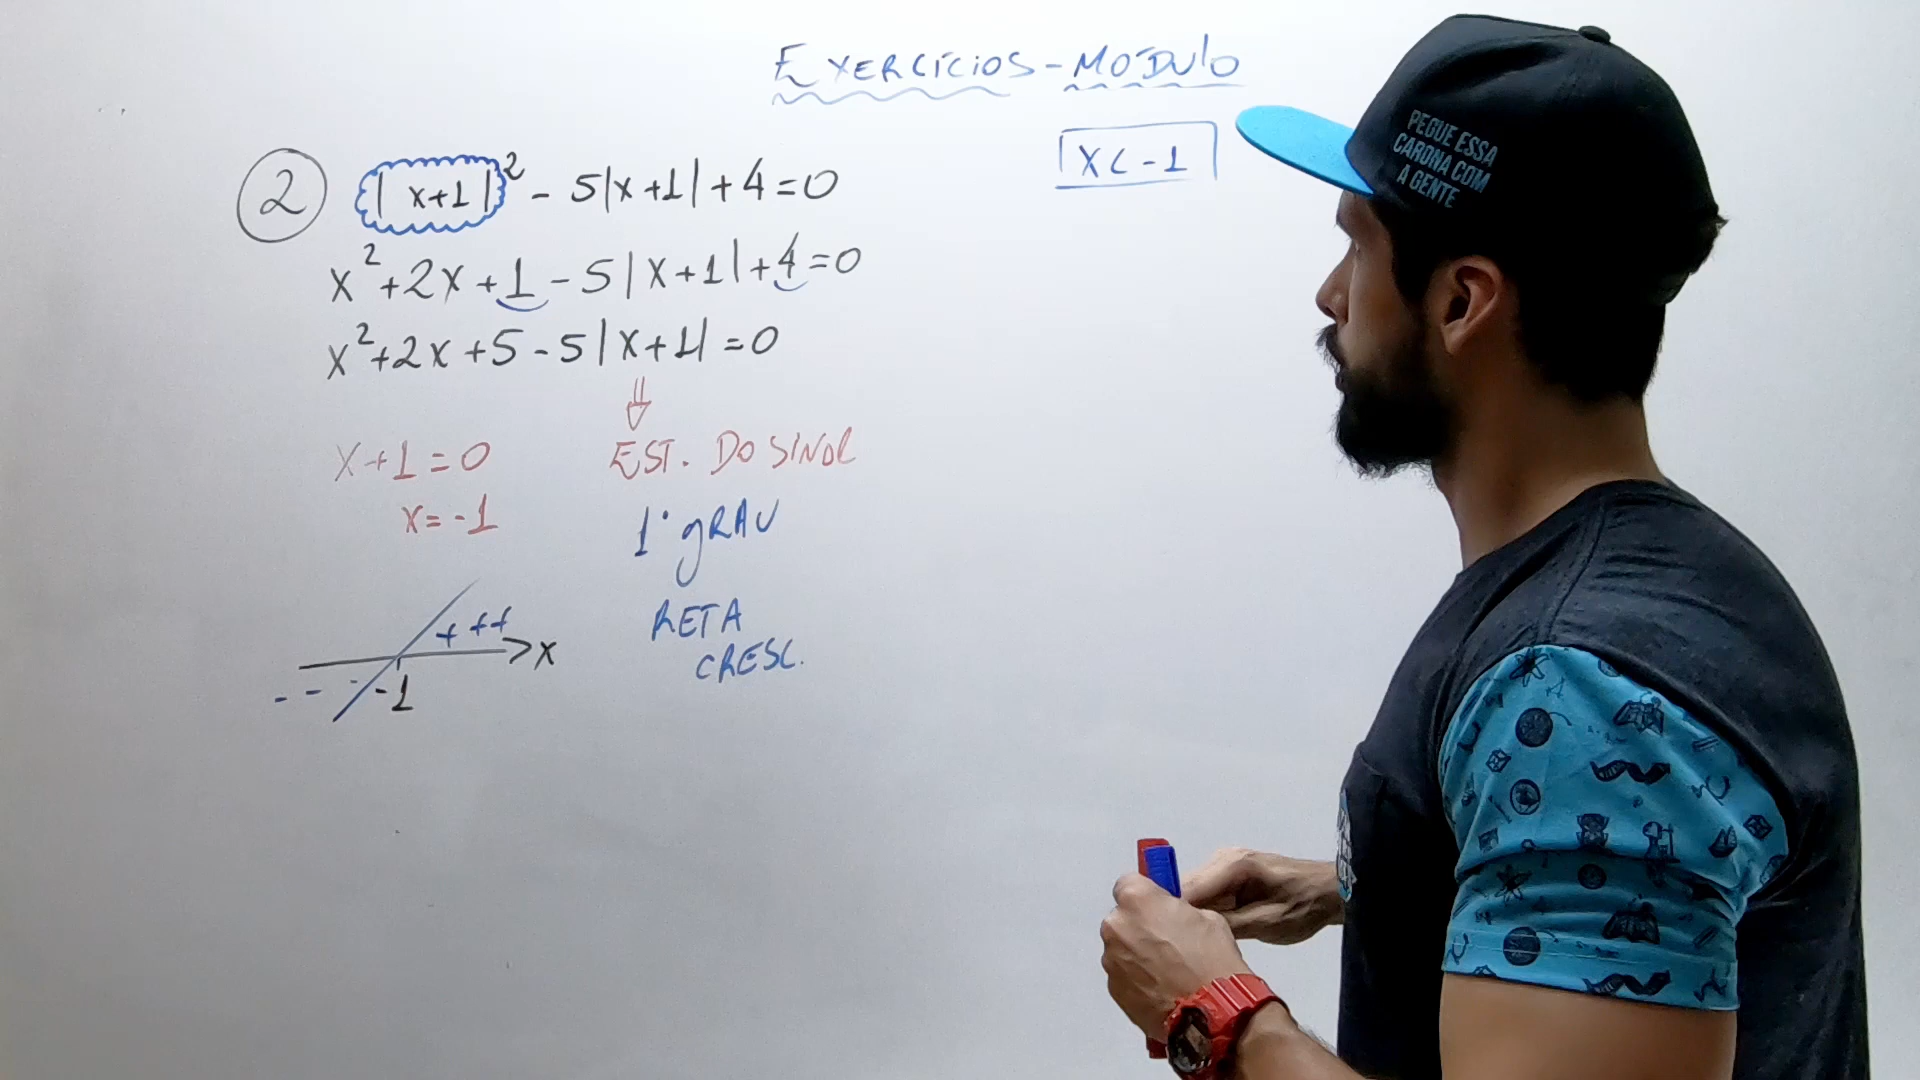 EXERCÍCIOS - MÓDULO
x < -1
PEGUE ESSA
CARONA COM
A GENTE
2 |x+1|² - 5|x+1| + 4 = 0
x² + 2x + 1 - 5|x+1| + 4 = 0
x² + 2x + 5 - 5|x+1| = 0
⇓
x + 1 = 0 EST. DO SINAL
x = -1 1° gRAU
RETA
CRESC.
+ + +
x
- - - -1